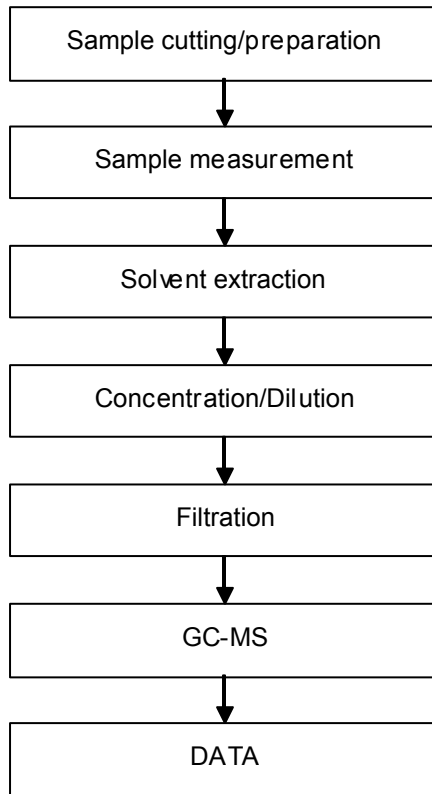 Sample cutting/preparation
Sample measurement
Solvent extraction
Concentration/Dilution
Filtration
GC-MS
DATA